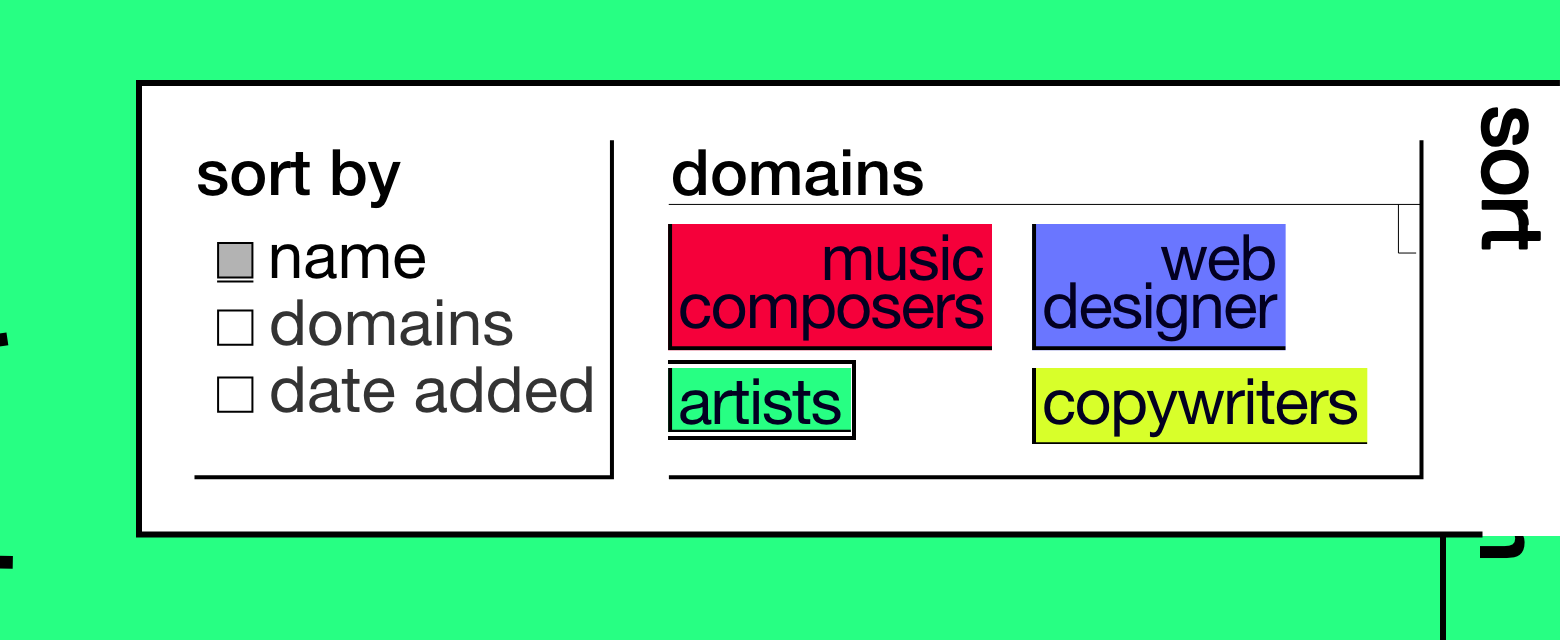 sort by
name
domains
date added
domains
music
composers
web
designer
artists
copywriters
sort